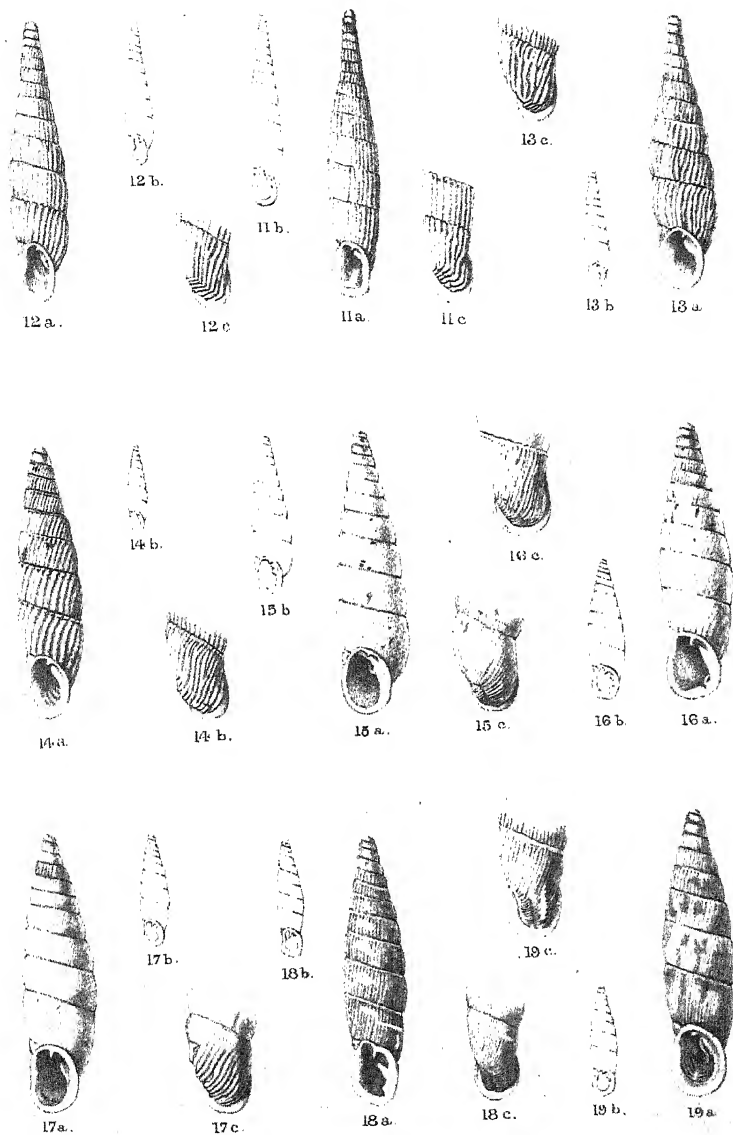 13 c.
12 b.
11 b.
12 a.
12 c
11 a.
11 c
13 b
13 a
14 b.
16 c.
15 b
14 a.
14 b.
15 a.
15 c.
16 b.
16 a.
17 b.
18 b.
19 c.
17 a.
17 c.
18 a.
18 c.
19 b.
19 a